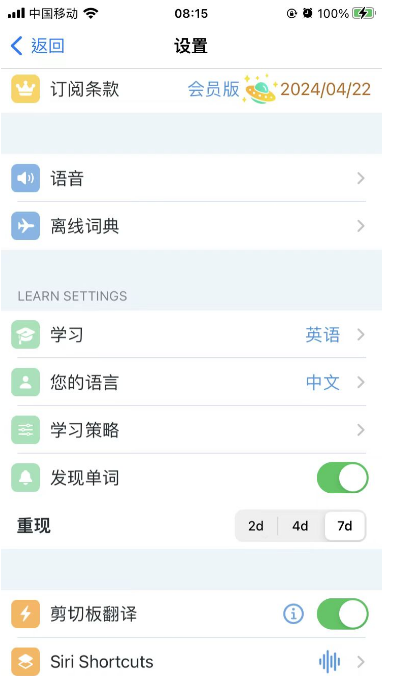 中国移动 08:15 100%
返回 设置
订阅条款 会员版 2024/04/22
语音
离线词典
LEARN SETTINGS
学习 英语
您的语言 中文
学习策略
发现单词
重现 2d 4d 7d
剪切板翻译
Siri Shortcuts